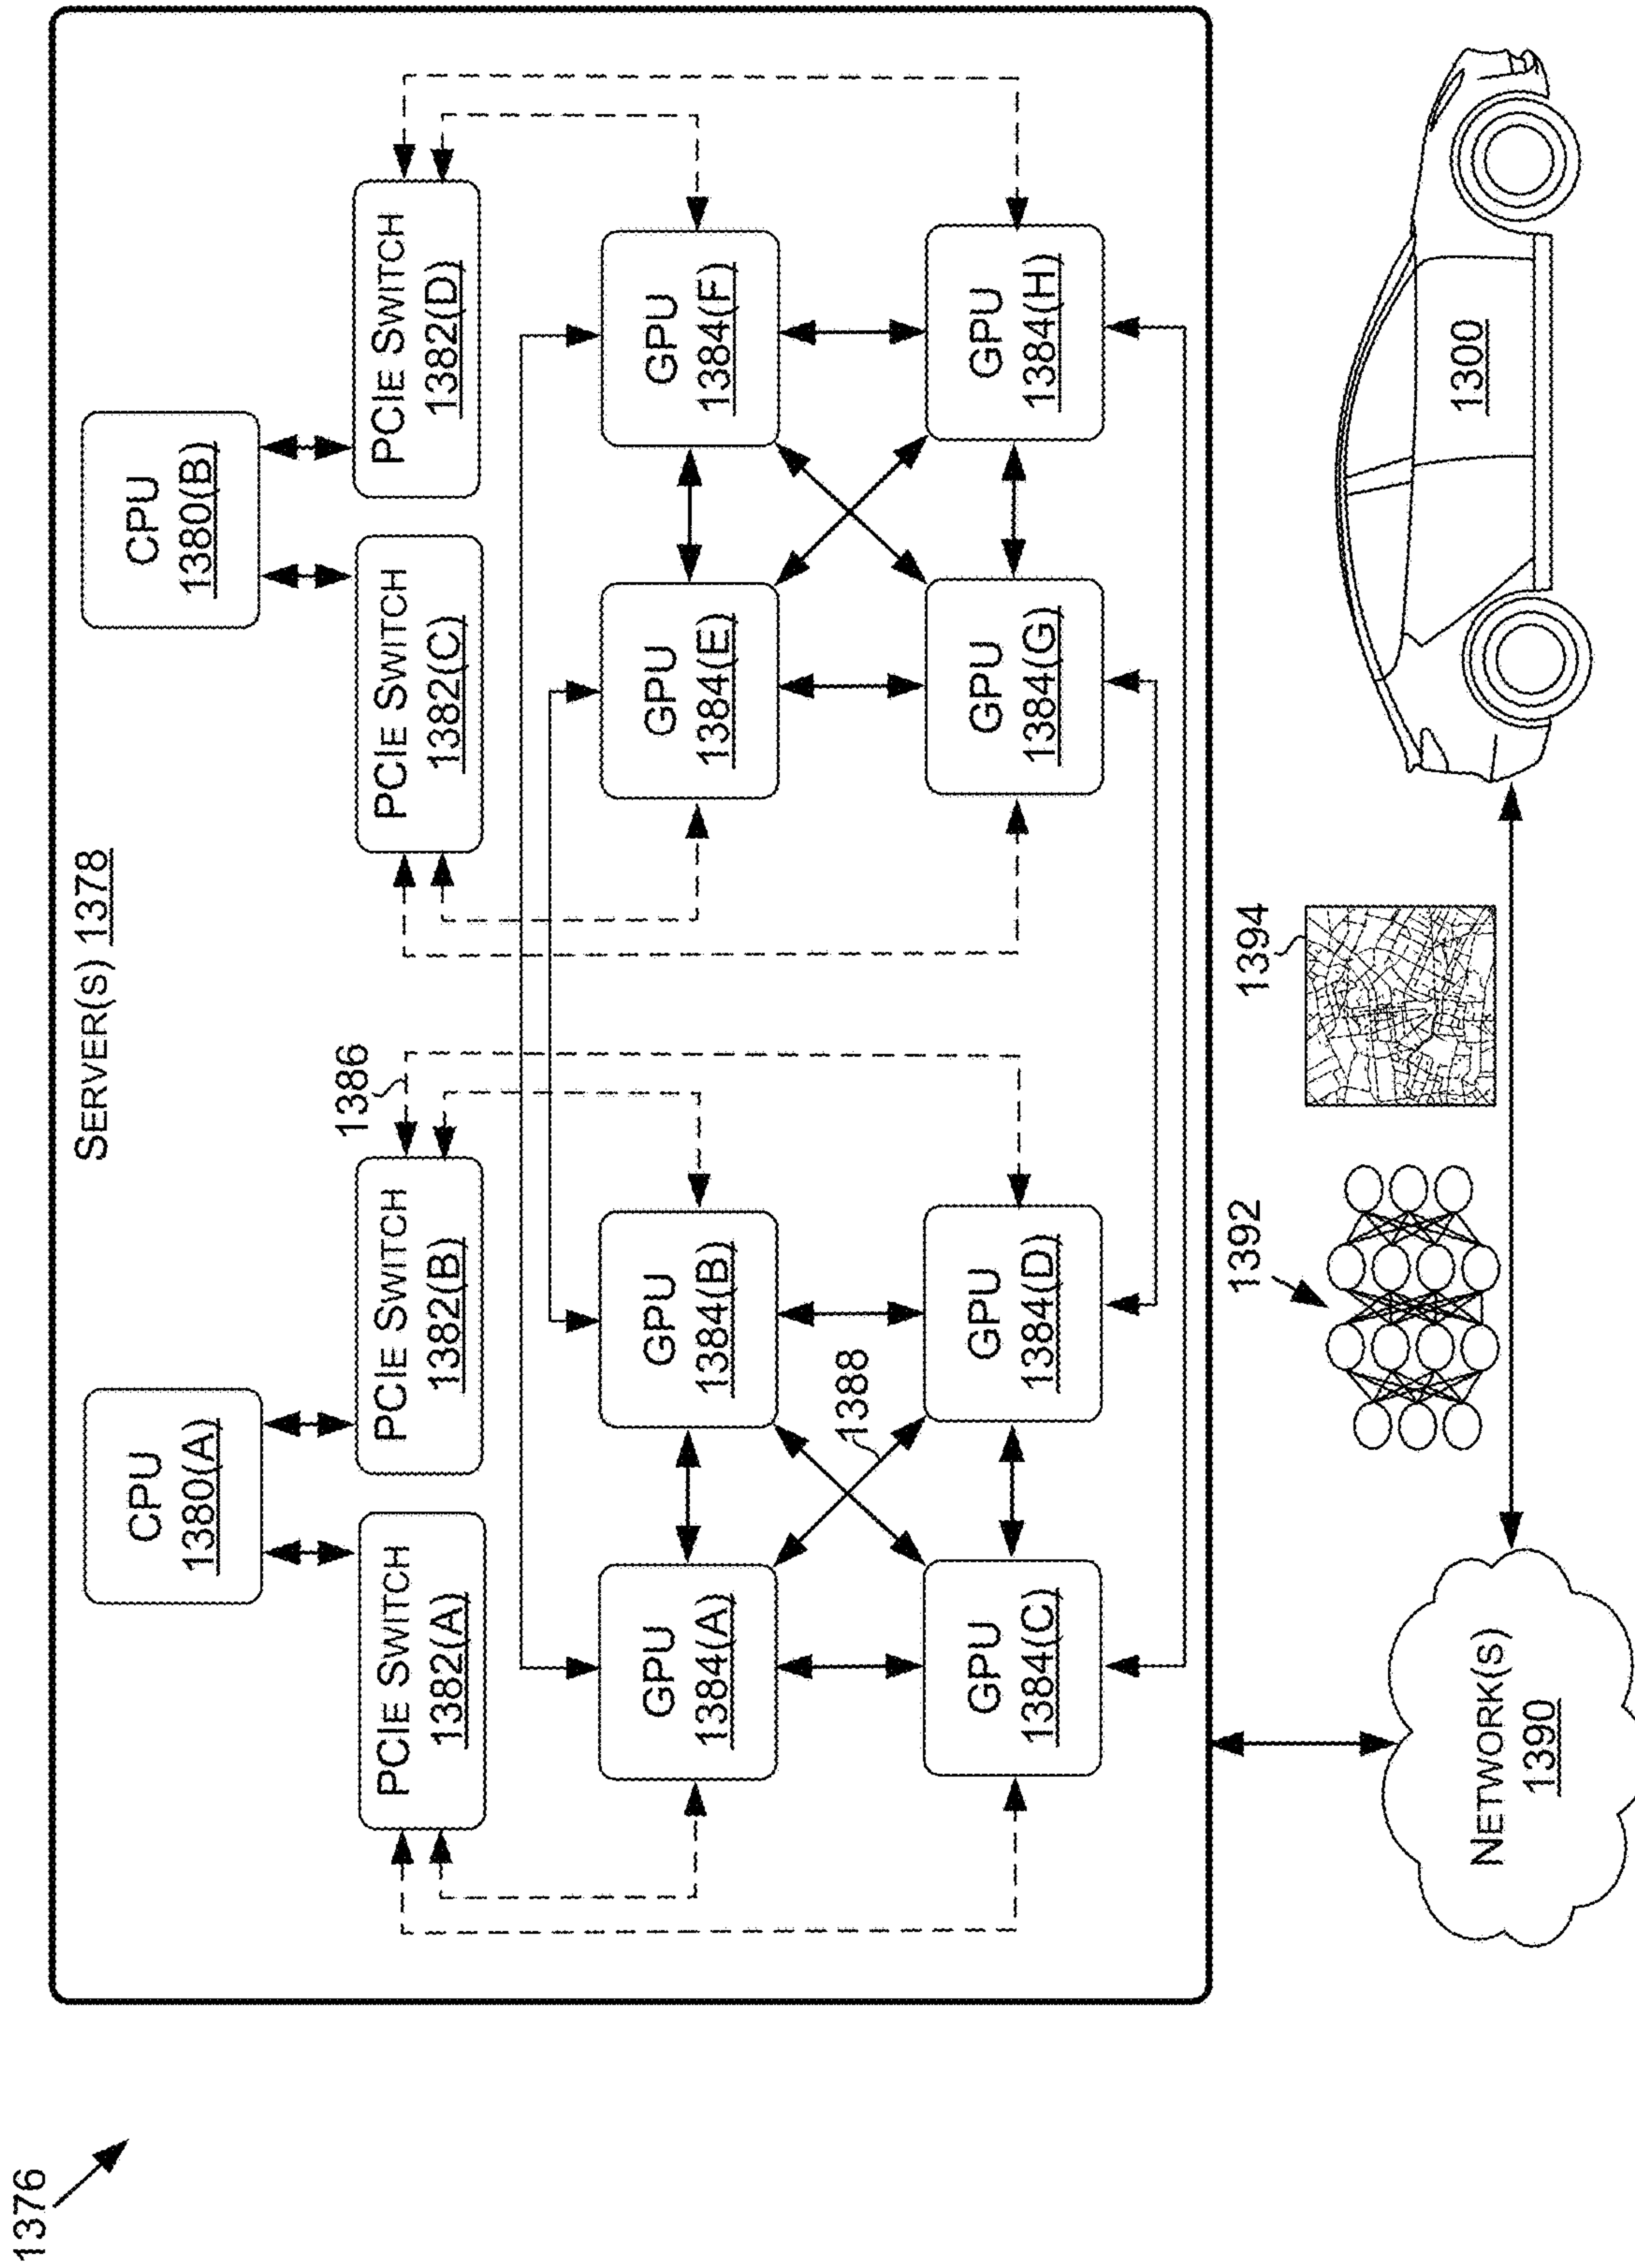 1376
SERVER(S) 1378
CPU
1380(A)
CPU
1380(B)
PCIE SWITCH
1382(A)
PCIE SWITCH
1382(B)
1386
PCIE SWITCH
1382(C)
PCIE SWITCH
1382(D)
GPU
1384(A)
GPU
1384(B)
GPU
1384(E)
GPU
1384(F)
1388
GPU
1384(C)
GPU
1384(D)
GPU
1384(G)
GPU
1384(H)
NETWORK(S)
1390
1392
1394
1300